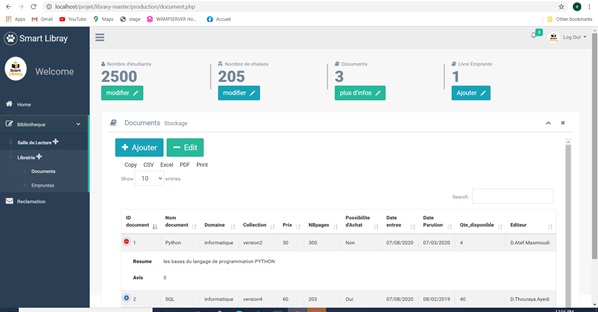 localhost/projet/library-master/production/document.php
Apps
Gmail
YouTube
Maps
stage
WAMPSERVER Hom...
Other bookmarks
Smart Libray
Log Out
Welcome
Nombre d'etudiants
2500
modifier
Nombre de chaises
205
modifier
Documents
3
plus d'infos
Livre Emprunte
1
Ajouter
Home
Bibliotheque
Salle de Lecture
Librairie
Documents
Empruntes
Reclamation
Documents Stockage
Ajouter
Edit
Copy CSV Excel PDF Print
Show 10 entries
Search:
ID document
Nom document
Domaine
Collection
Prix
NBpages
Possibilite d'Achat
Date entree
Date Parution
Qte_disponible
Editeur
1 Python informatique version2 30 300 Non 07/08/2020 07/03/2020 4 D.Atef.Masmoudi
Resume les bases du langage de programmation PYTHON
Avis 0
2 SQL informatique version4 60 203 Oui 07/08/2020 08/02/2019 40 D.Thouraya.Ayedi